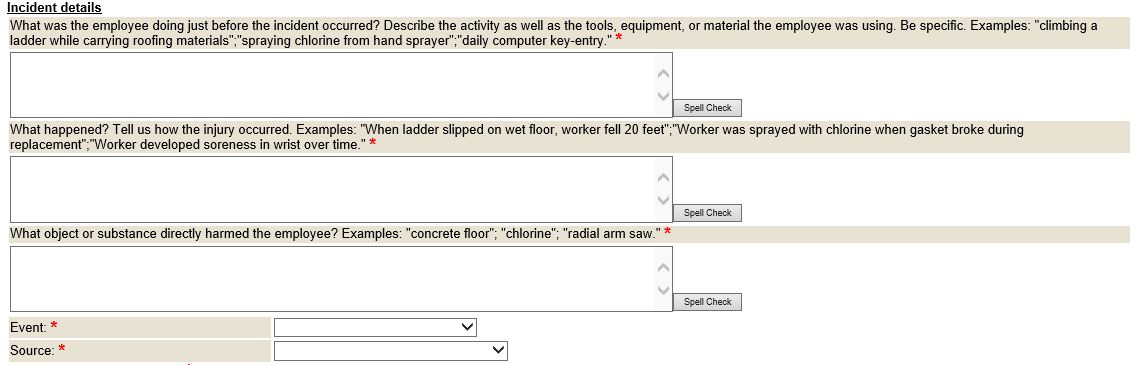 Incident details
What was the employee doing just before the incident occurred? Describe the activity as well as the tools, equipment, or material the employee was using. Be specific. Examples: "climbing a
ladder while carrying roofing materials";"spraying chlorine from hand sprayer";"daily computer key-entry." *
Spell Check
What happened? Tell us how the injury occurred. Examples: "When ladder slipped on wet floor, worker fell 20 feet";"Worker was sprayed with chlorine when gasket broke during
replacement";"Worker developed soreness in wrist over time." *
Spell Check
What object or substance directly harmed the employee? Examples: "concrete floor"; "chlorine"; "radial arm saw." *
Spell Check
Event: *
Source: *